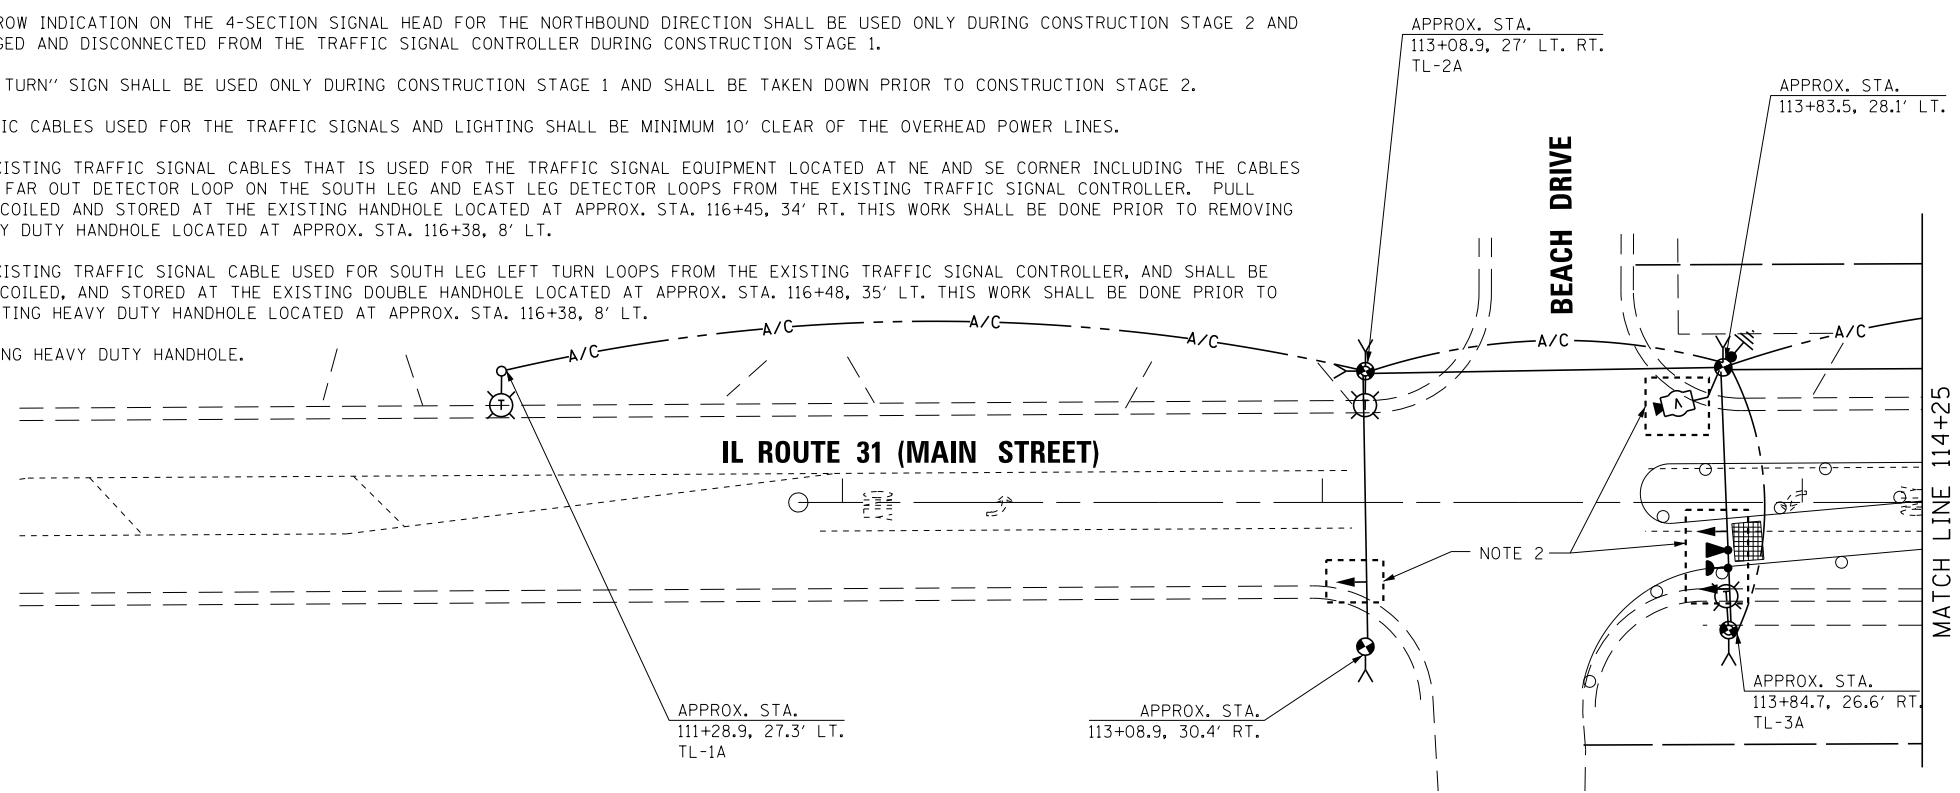 ROW INDICATION ON THE 4-SECTION SIGNAL HEAD FOR THE NORTHBOUND DIRECTION SHALL BE USED ONLY DURING CONSTRUCTION STAGE 2 AND
GED AND DISCONNECTED FROM THE TRAFFIC SIGNAL CONTROLLER DURING CONSTRUCTION STAGE 1.
TURN" SIGN SHALL BE USED ONLY DURING CONSTRUCTION STAGE 1 AND SHALL BE TAKEN DOWN PRIOR TO CONSTRUCTION STAGE 2.
IC CABLES USED FOR THE TRAFFIC SIGNALS AND LIGHTING SHALL BE MINIMUM 10' CLEAR OF THE OVERHEAD POWER LINES.
XISTING TRAFFIC SIGNAL CABLES THAT IS USED FOR THE TRAFFIC SIGNAL EQUIPMENT LOCATED AT NE AND SE CORNER INCLUDING THE CABLES
FAR OUT DETECTOR LOOP ON THE SOUTH LEG AND EAST LEG DETECTOR LOOPS FROM THE EXISTING TRAFFIC SIGNAL CONTROLLER. PULL
COILED AND STORED AT THE EXISTING HANDHOLE LOCATED AT APPROX. STA. 116+45, 34' RT. THIS WORK SHALL BE DONE PRIOR TO REMOVING
Y DUTY HANDHOLE LOCATED AT APPROX. STA. 116+38, 8' LT.
XISTING TRAFFIC SIGNAL CABLE USED FOR SOUTH LEG LEFT TURN LOOPS FROM THE EXISTING TRAFFIC SIGNAL CONTROLLER, AND SHALL BE
COILED, AND STORED AT THE EXISTING DOUBLE HANDHOLE LOCATED AT APPROX. STA. 116+48, 35' LT. THIS WORK SHALL BE DONE PRIOR TO
TING HEAVY DUTY HANDHOLE LOCATED AT APPROX. STA. 116+38, 8' LT.
NG HEAVY DUTY HANDHOLE.
APPROX. STA.
113+08.9, 27' LT. RT.
TL-2A
APPROX. STA.
113+83.5, 28.1' LT.
BEACH DRIVE
A/C
A/C
A/C
A/C
A/C
A/C
T
T
IL ROUTE 31 (MAIN STREET)
NOTE 2
T
MATCH LINE 114+25
APPROX. STA.
111+28.9, 27.3' LT.
TL-1A
APPROX. STA.
113+08.9, 30.4' RT.
APPROX. STA.
113+84.7, 26.6' RT.
TL-3A